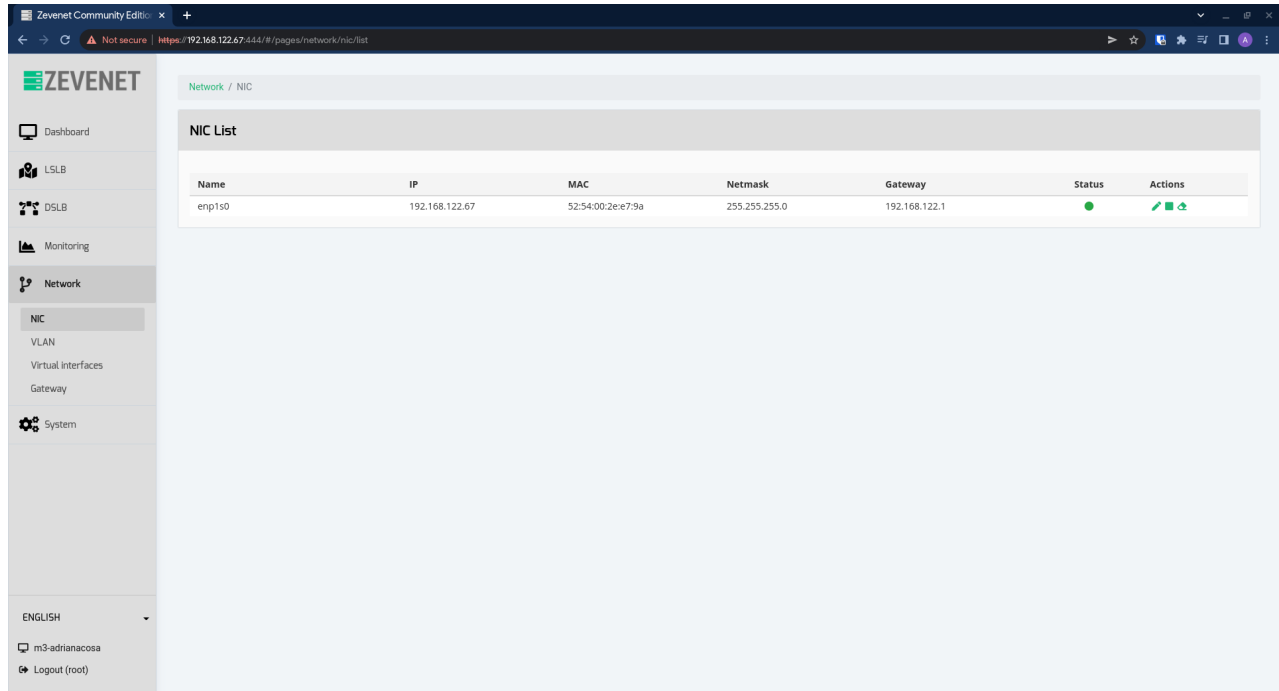 Zevenet Community Edition
Not secure | https://192.168.122.67:444/#/pages/network/nic/list
A
ZEVENET
Network / NIC
Dashboard
NIC List
LSLB
Name IP MAC Netmask Gateway Status Actions
enp1s0 192.168.122.67 52:54:00:2e:e7:9a 255.255.255.0 192.168.122.1
DSLB
Monitoring
Network
NIC
VLAN
Virtual interfaces
Gateway
System
ENGLISH
m3-adrianacosa
Logout (root)